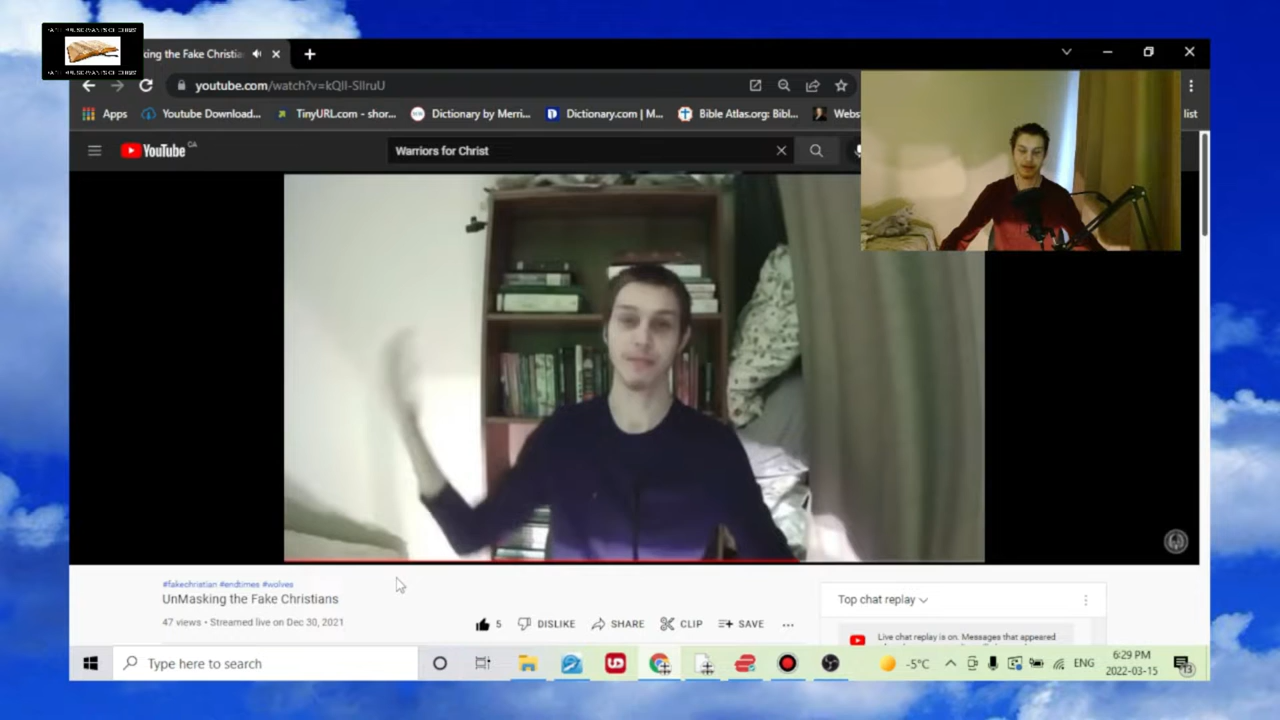 king the Fake Christia
youtube.com/watch?v=kQII-SIIruU
Apps
Youtube Download...
TinyURL.com - shor...
Dictionary by Merri...
Dictionary.com | M...
Bible Atlas.org: Bibl...
Webs
list
YouTube CA
Warriors for Christ
#fakechristian #endtimes #wolves
UnMasking the Fake Christians
47 views • Streamed live on Dec 30, 2021
5
DISLIKE
SHARE
CLIP
SAVE
Top chat replay
Live chat replay is on. Messages that appeared
Type here to search
-5°C
ENG
6:29 PM
2022-03-15
13